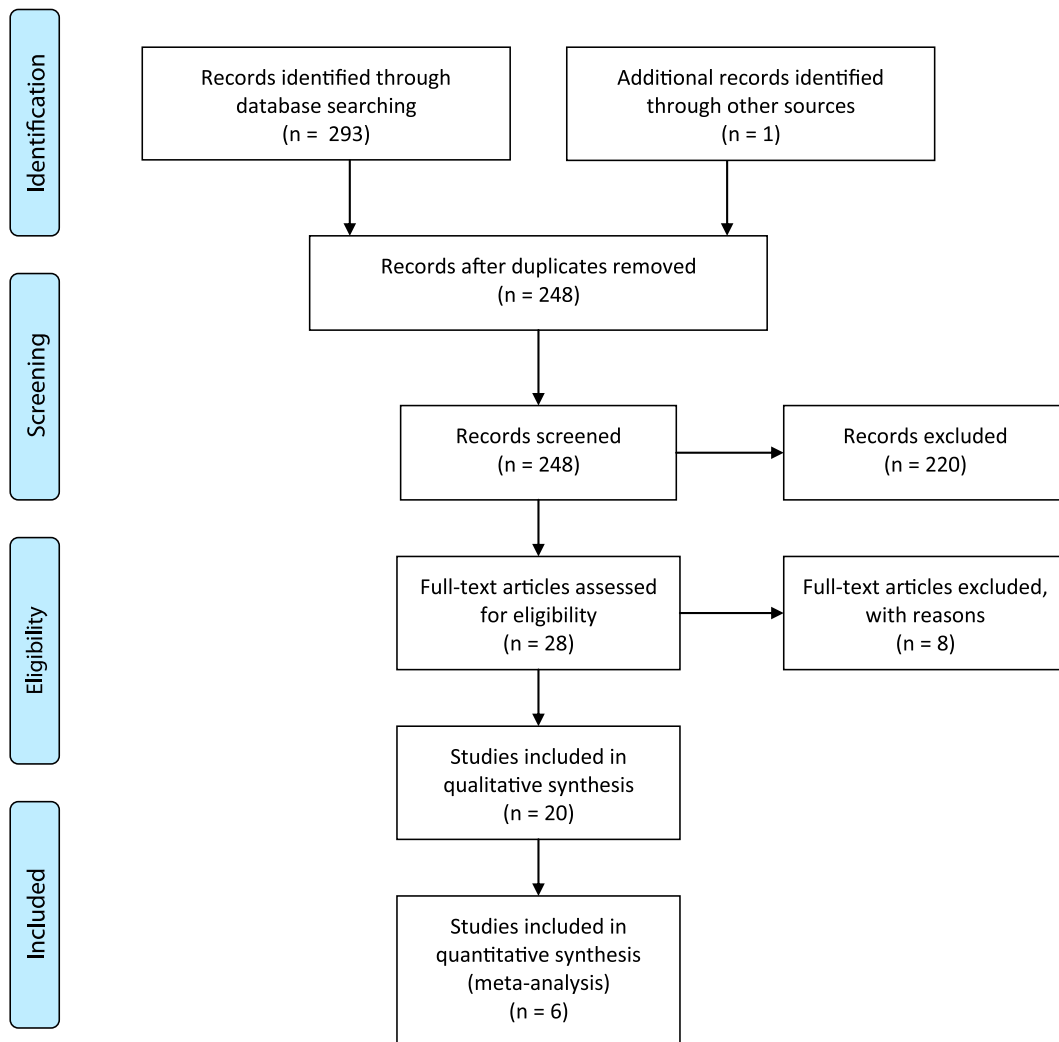 Identification
Records identified through
database searching
(n =  293)
Additional records identified
through other sources
(n = 1)
Records after duplicates removed
(n = 248)
Screening
Records screened
(n = 248)
Records excluded
(n = 220)
Eligibility
Full-text articles assessed
for eligibility
(n = 28)
Full-text articles excluded,
with reasons
(n = 8)
Studies included in
qualitative synthesis
(n = 20)
Included
Studies included in
quantitative synthesis
(meta-analysis)
(n = 6)